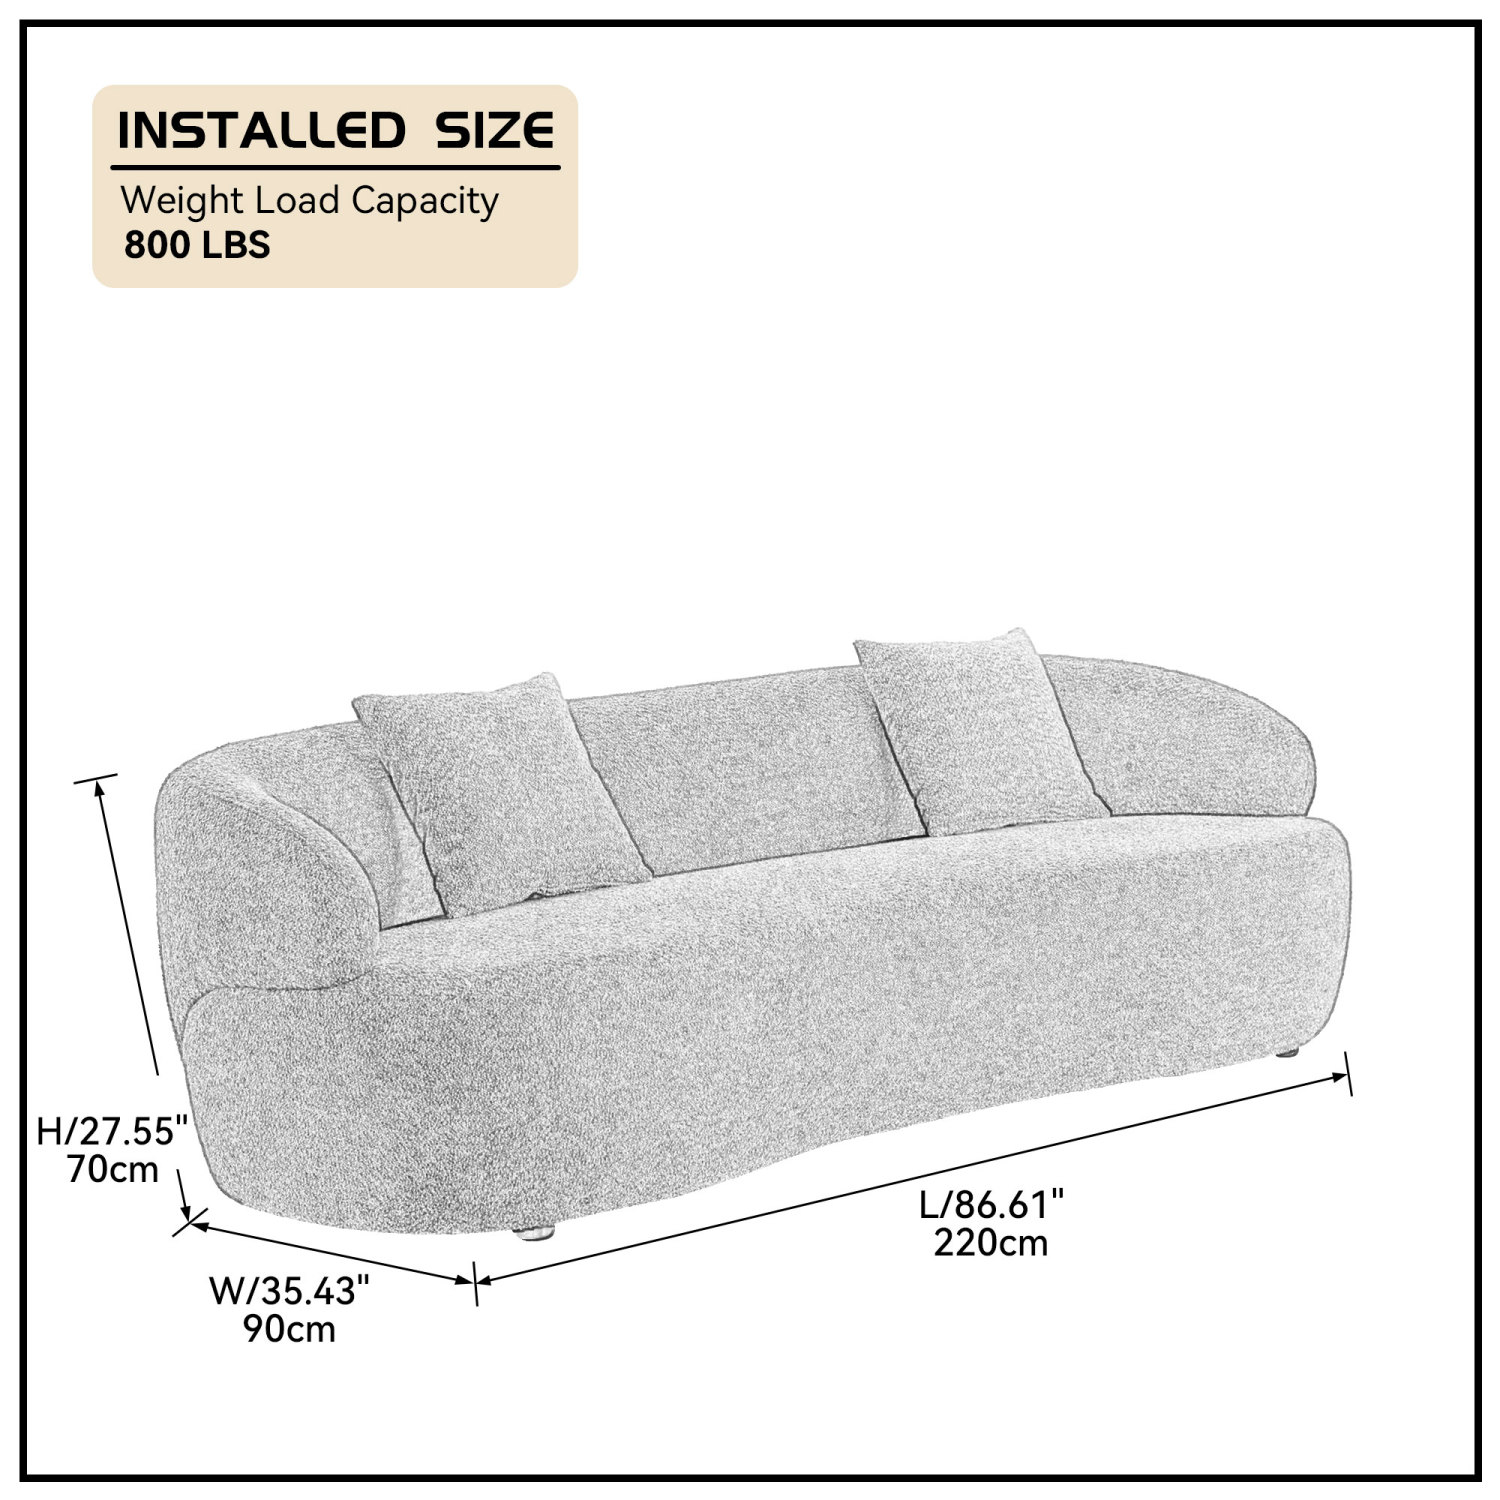 INSTALLED SIZE
Weight Load Capacity
800 LBS
H/27.55"
70cm
W/35.43"
90cm
L/86.61"
220cm